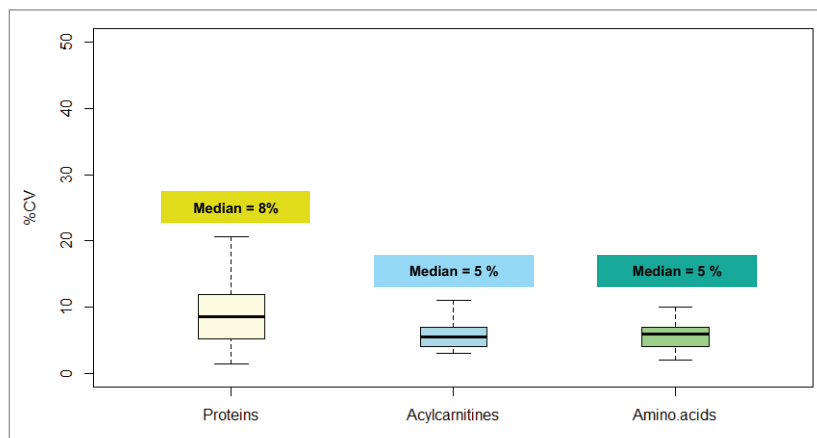 50
40
30
20
10
0
%CV
Median = 8%
Median = 5 %
Median = 5 %
Proteins
Acylcarnitines
Amino.acids